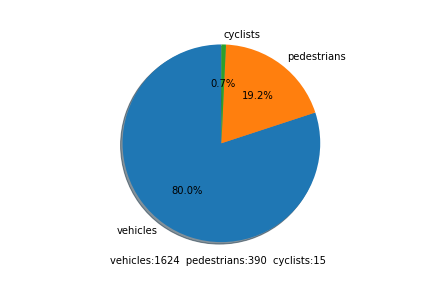 cyclists
pedestrians
0.7%
19.2%
80.0%
vehicles
vehicles:1624  pedestrians:390  cyclists:15